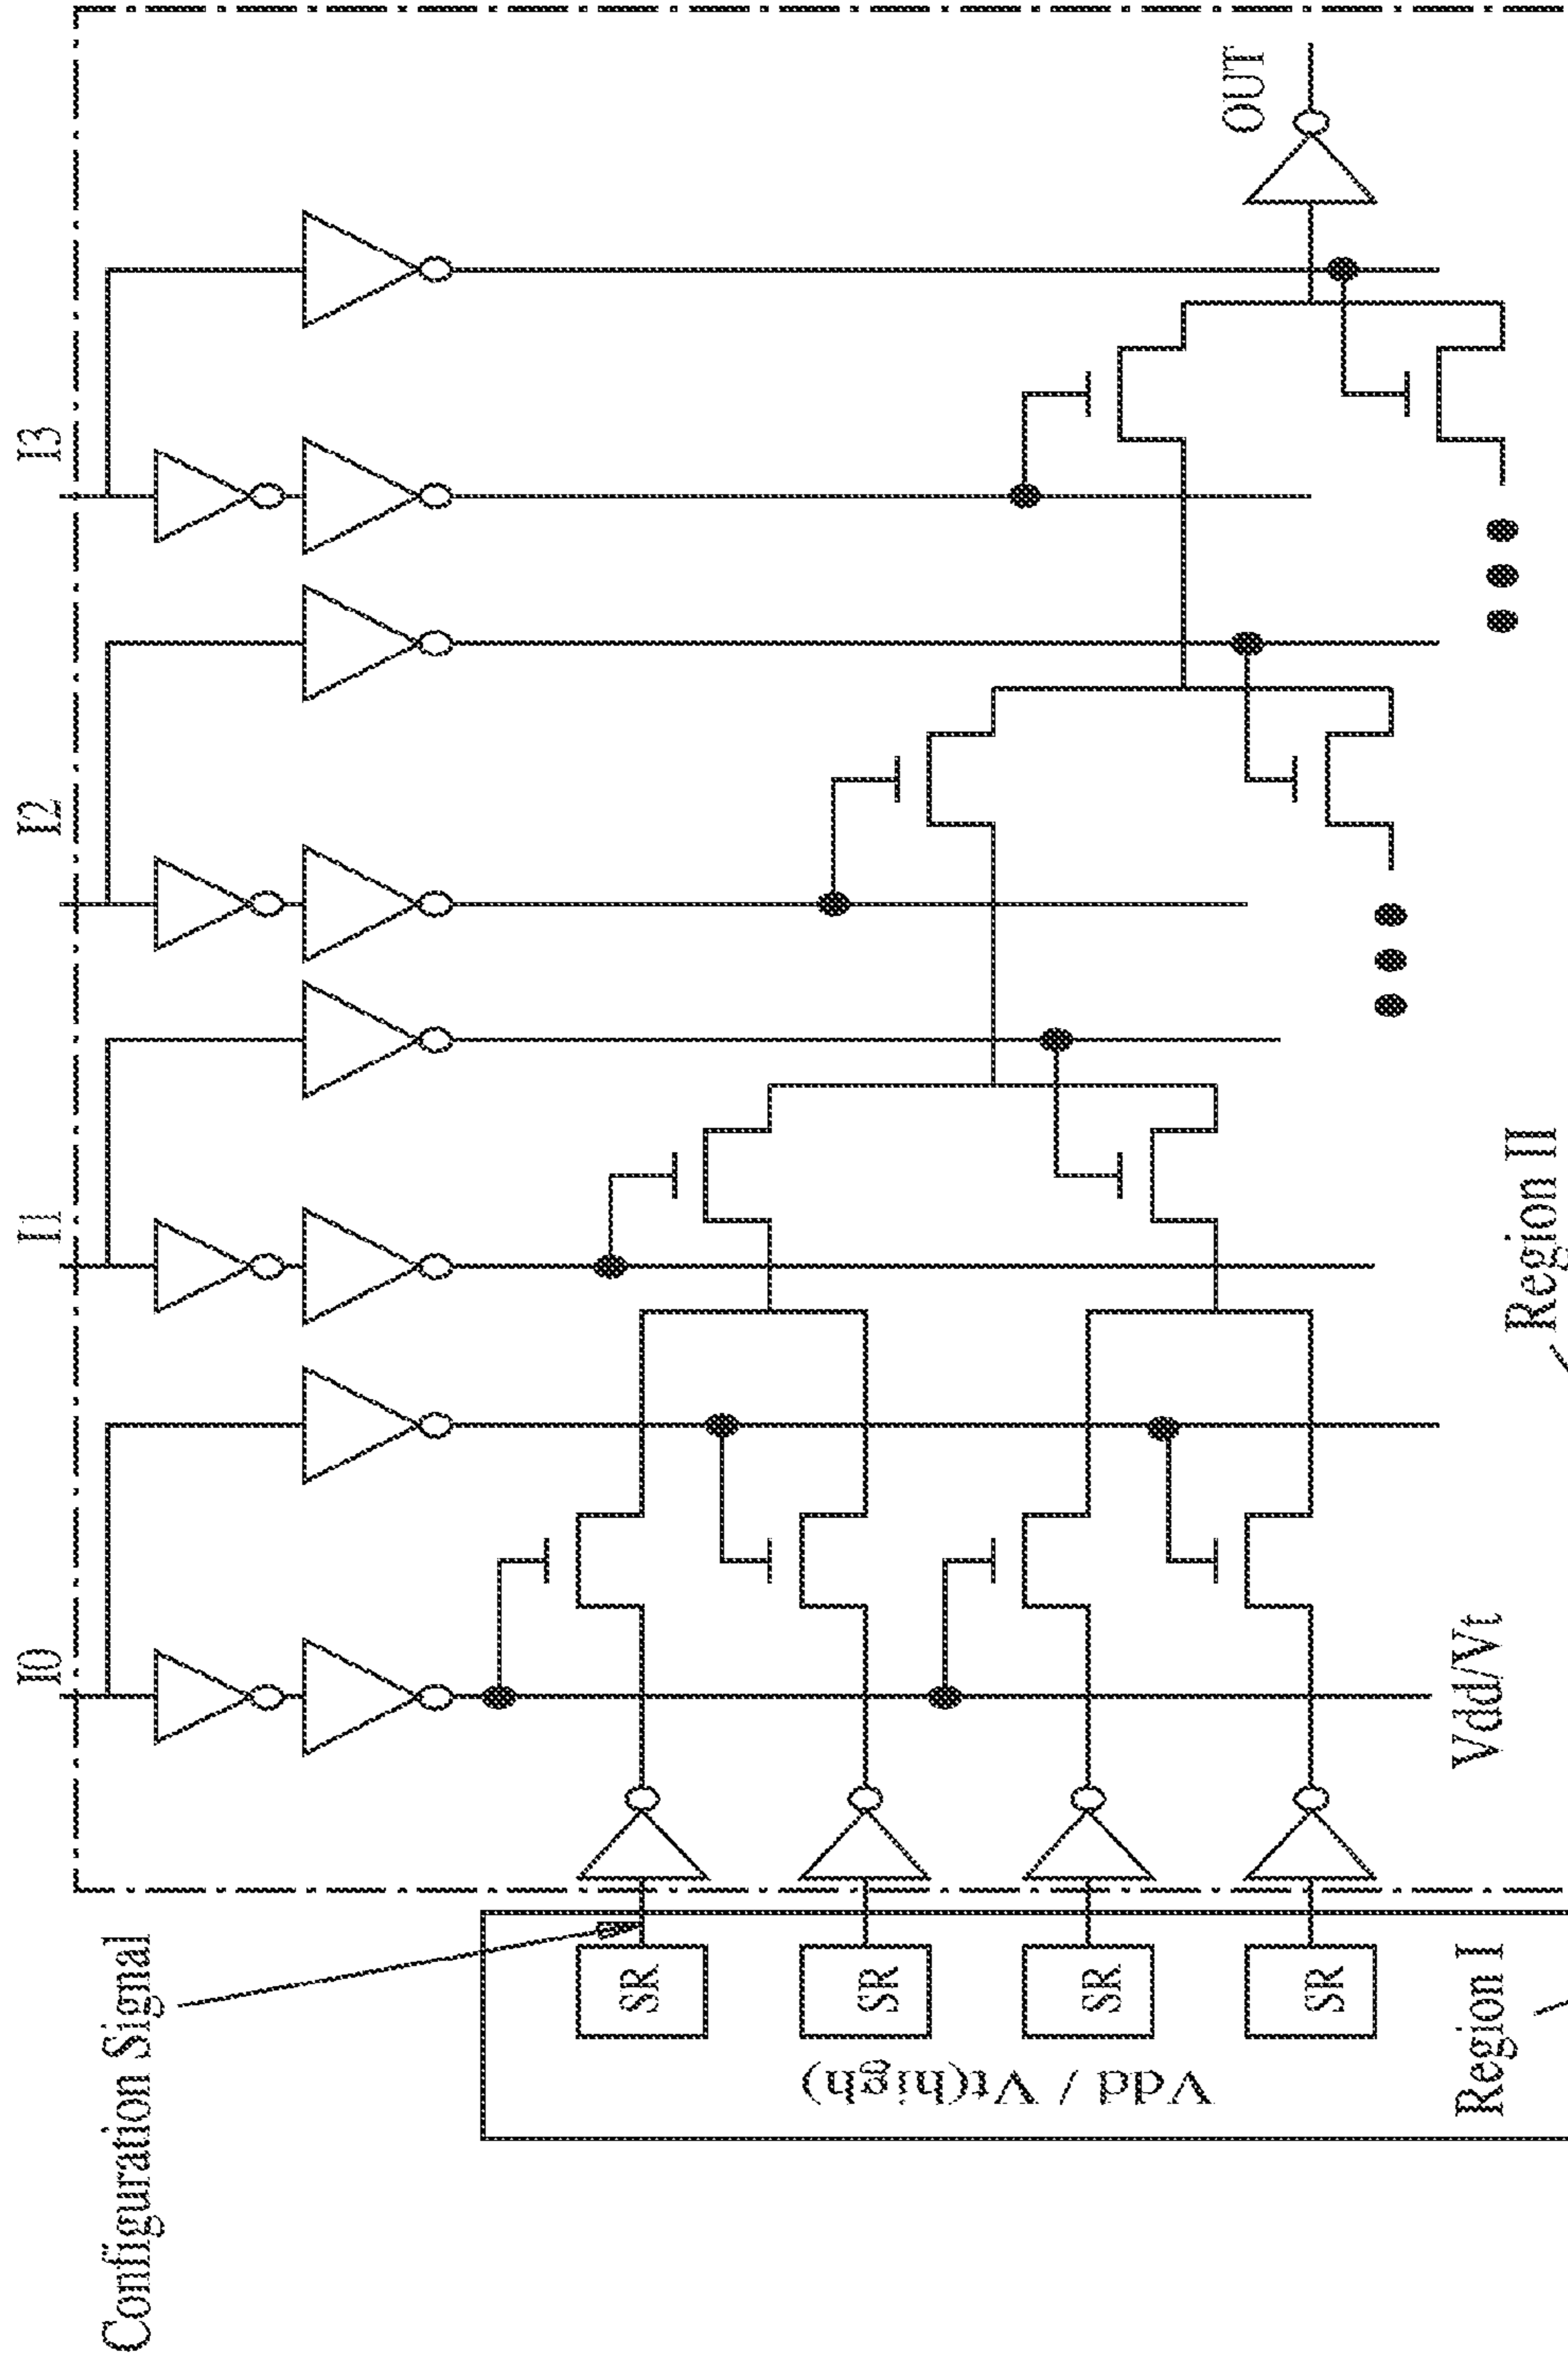 I0
I1
I2
I3
OUT
Configuration Signal
SR
SR
SR
SR
Vdd / Vt(high)
Vdd/Vt
Region I
Region II